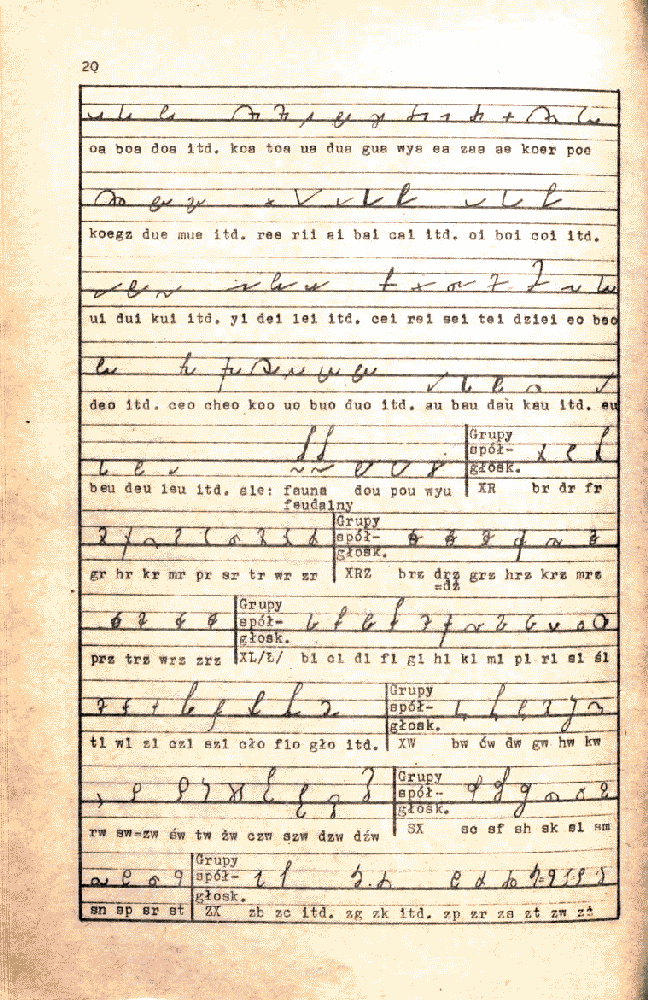 20
oa boa doa itd. koa toa ua dua gua wya ea zaa ae koer poe
koegz due mue itd. ree rii ai bai cai itd. oi boi coi itd.
ui dui kui itd. yi dei lei itd. cei rei sei tei dziei eo beo
deo itd. ceo cheo koo uo buo duo itd. au bau dau kau itd. eu
Grupy
spół-
głosk.
beu deu leu itd. ale: fauna dou pou wyu XR br dr fr
feudalny
Grupy
spół-
głosk.
gr hr kr mr pr sr tr wr zr XRZ brz drz grz hrz krz mrz
=dż
Grupy
spół-
głosk.
prz trz wrz zrz XL/Ł/ bl cl dl fl gl hl kl ml pl rl sl śl
Grupy
spół-
głosk.
tl wl zl czl szl cło flo gło itd. XW bw ćw dw gw hw kw
Grupy
spół-
głosk.
rw sw=zw św tw żw czw szw dzw dźw SX sc sf sh sk sl sm
Grupy
spół-
głosk.
sn sp sr st ZX zb zc itd. zg zk itd. zp zr zs zt zw